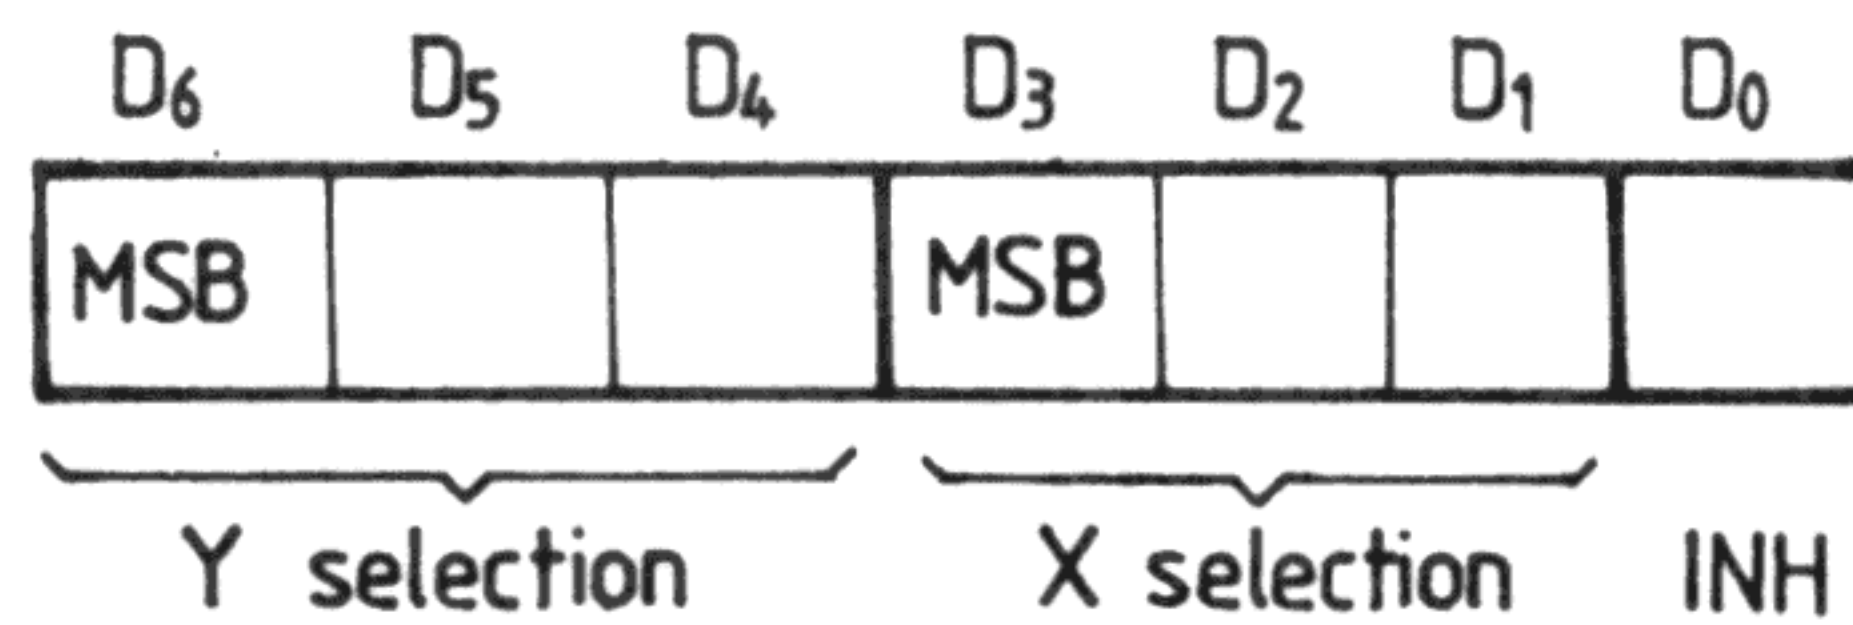 D6 D5 D4 D3 D2 D1 D0
MSB MSB
Y selection X selection INH